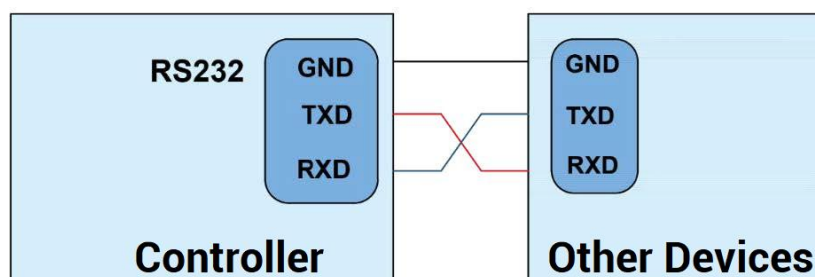 RS232
GND
TXD
RXD
GND
TXD
RXD
Controller
Other Devices